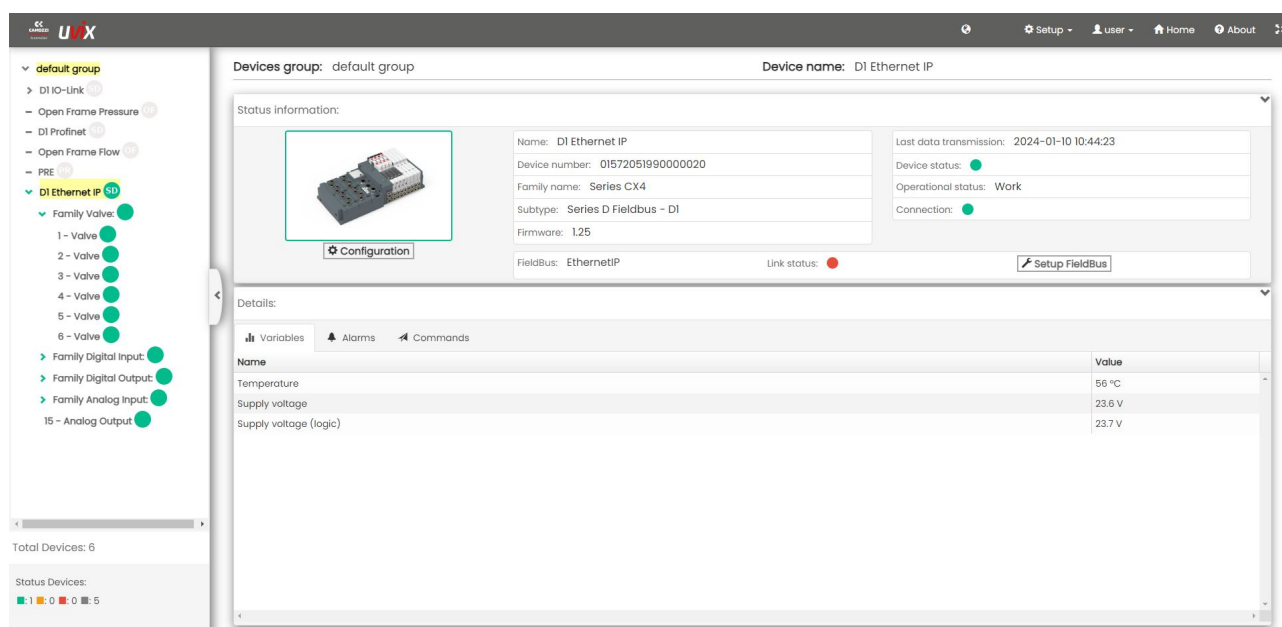 CAMOZZI
UVIX
Setup
user
Home
About
default group
D1 IO-Link SD
Open Frame Pressure OF
D1 Profinet SD
Open Frame Flow OF
PRE PR
D1 Ethernet IP SD
Family Valve:
1 - Valve
2 - Valve
3 - Valve
4 - Valve
5 - Valve
6 - Valve
Family Digital Input:
Family Digital Output:
Family Analog Input:
15 - Analog Output
Total Devices: 6
Status Devices:
: 1 : 0 : 0 : 5
Devices group: default group Device name: D1 Ethernet IP
Status information:
Configuration
Name: D1 Ethernet IP
Device number: 01572051990000020
Family name: Series CX4
Subtype: Series D Fieldbus - D1
Firmware: 1.25
Last data transmission: 2024-01-10 10:44:23
Device status:
Operational status: Work
Connection:
FieldBus: EthernetIP Link status: Setup FieldBus
Details:
Variables Alarms Commands
Name Value
Temperature 56 °C
Supply voltage 23.6 V
Supply voltage (logic) 23.7 V